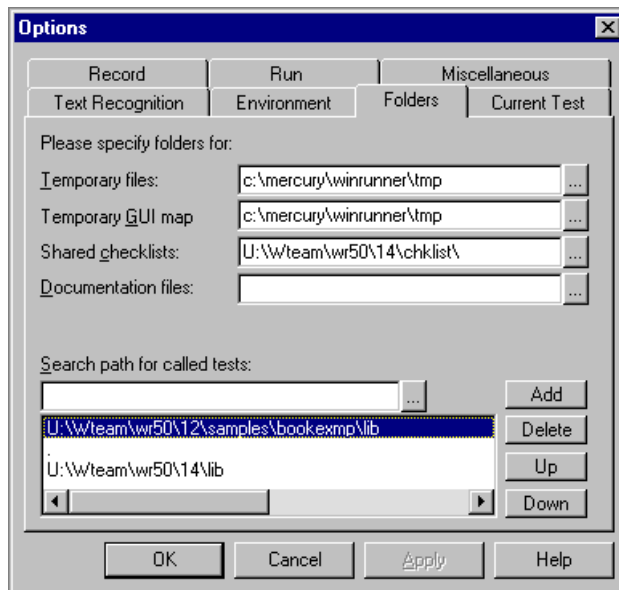 Options
Record Run Miscellaneous
Text Recognition Environment Folders Current Test
Please specify folders for:
Temporary files: c:\mercury\winrunner\tmp ...
Temporary GUI map c:\mercury\winrunner\tmp ...
Shared checklists: U:\Wteam\wr50\14\chklist\ ...
Documentation files: ...
Search path for called tests:
... Add
U:\Wteam\wr50\12\samples\bookexmp\lib Delete
.
U:\Wteam\wr50\14\lib Up
Down
OK Cancel Apply Help